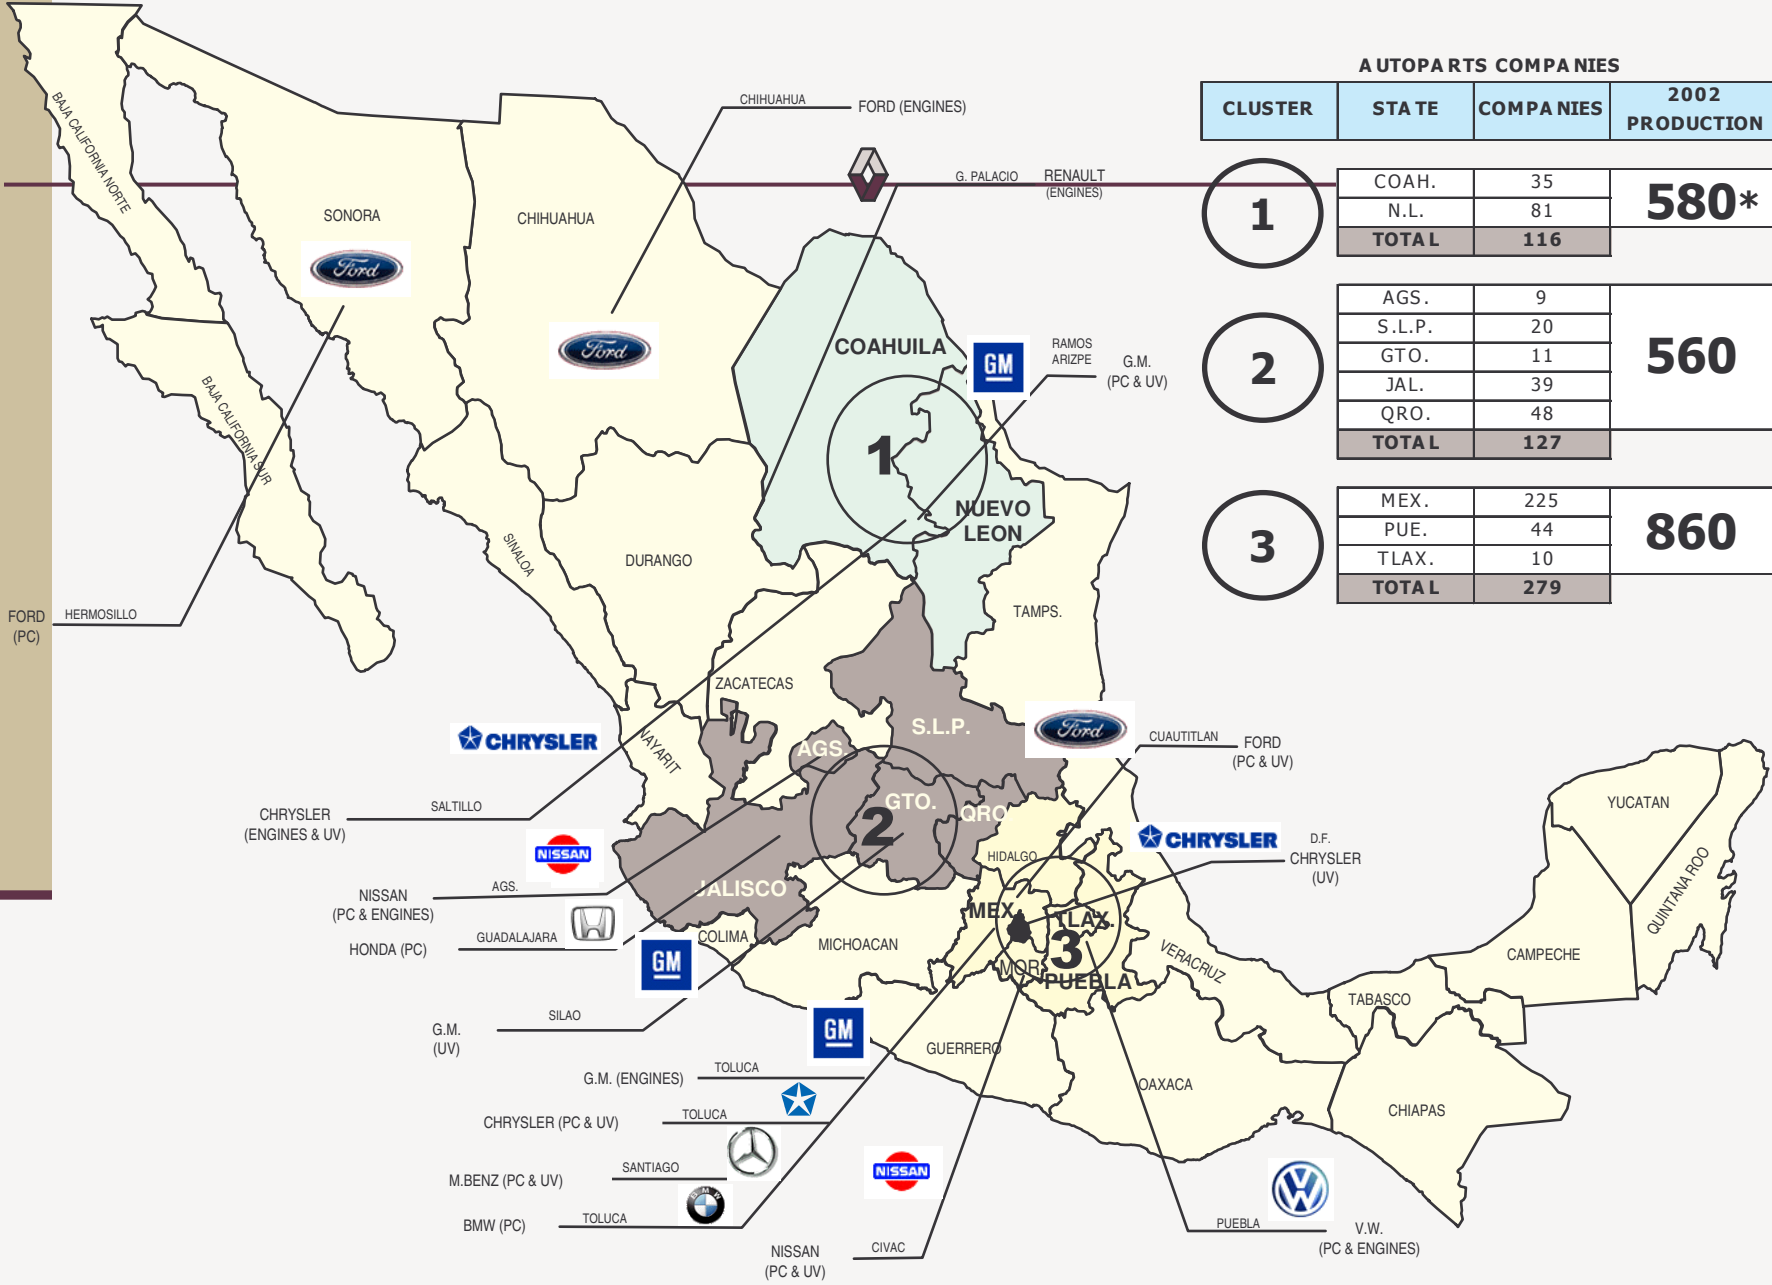 AUTOPARTS COMPANIES
CLUSTER STATE COMPANIES 2002 PRODUCTION
1
COAH. 35 580*
N.L. 81
TOTAL 116
2
AGS. 9 560
S.L.P. 20
GTO. 11
JAL. 39
QRO. 48
TOTAL 127
3
MEX. 225 860
PUE. 44
TLAX. 10
TOTAL 279
BAJA CALIFORNIA NORTE
SONORA
Ford
CHIHUAHUA
Ford
CHIHUAHUA
FORD (ENGINES)
G. PALACIO
RENAULT
(ENGINES)
COAHUILA
GM
RAMOS
ARIZPE
G.M.
(PC & UV)
1
NUEVO
LEON
BAJA CALIFORNIA SUR
SINALOA
DURANGO
TAMPS.
FORD
(PC)
HERMOSILLO
ZACATECAS
NAYARIT
S.L.P.
AGS.
GTO.
QRO
2
JALISCO
COLIMA
MICHOACAN
HIDALGO
MEX.
TLAX.
3
MOR
PUEBLA
VERACRUZ
GUERRERO
OAXACA
TABASCO
CHIAPAS
CAMPECHE
YUCATAN
QUINTANA ROO
Ford
CUAUTITLAN
FORD
(PC & UV)
CHRYSLER
D.F.
CHRYSLER
(UV)
CHRYSLER
CHRYSLER
(ENGINES & UV)
SALTILLO
NISSAN
NISSAN
(PC & ENGINES)
AGS.
HONDA (PC)
GUADALAJARA
GM
G.M.
(UV)
SILAO
GM
G.M. (ENGINES)
TOLUCA
CHRYSLER (PC & UV)
TOLUCA
M.BENZ (PC & UV)
SANTIAGO
BMW
BMW (PC)
TOLUCA
NISSAN
NISSAN
(PC & UV)
CIVAC
PUEBLA
V.W.
(PC & ENGINES)